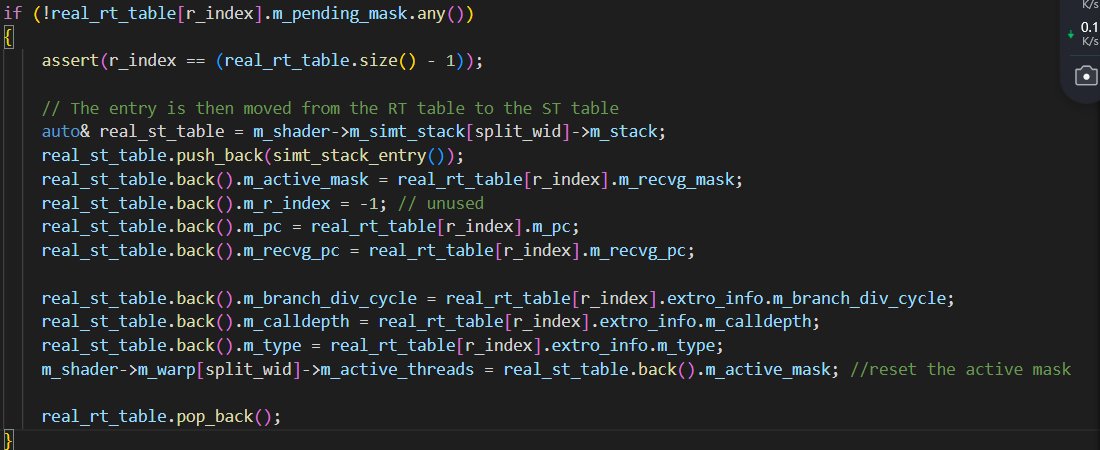 if (!real_rt_table[r_index].m_pending_mask.any())
{
    assert(r_index == (real_rt_table.size() - 1));

    // The entry is then moved from the RT table to the ST table
    auto& real_st_table = m_shader->m_simt_stack[split_wid]->m_stack;
    real_st_table.push_back(simt_stack_entry());
    real_st_table.back().m_active_mask = real_rt_table[r_index].m_recvg_mask;
    real_st_table.back().m_r_index = -1; // unused
    real_st_table.back().m_pc = real_rt_table[r_index].m_pc;
    real_st_table.back().m_recvg_pc = real_rt_table[r_index].m_recvg_pc;

    real_st_table.back().m_branch_div_cycle = real_rt_table[r_index].extro_info.m_branch_div_cycle;
    real_st_table.back().m_calldepth = real_rt_table[r_index].extro_info.m_calldepth;
    real_st_table.back().m_type = real_rt_table[r_index].extro_info.m_type;
    m_shader->m_warp[split_wid]->m_active_threads = real_st_table.back().m_active_mask; //reset the active mask

    real_rt_table.pop_back();
}
K/s
0.1
K/s